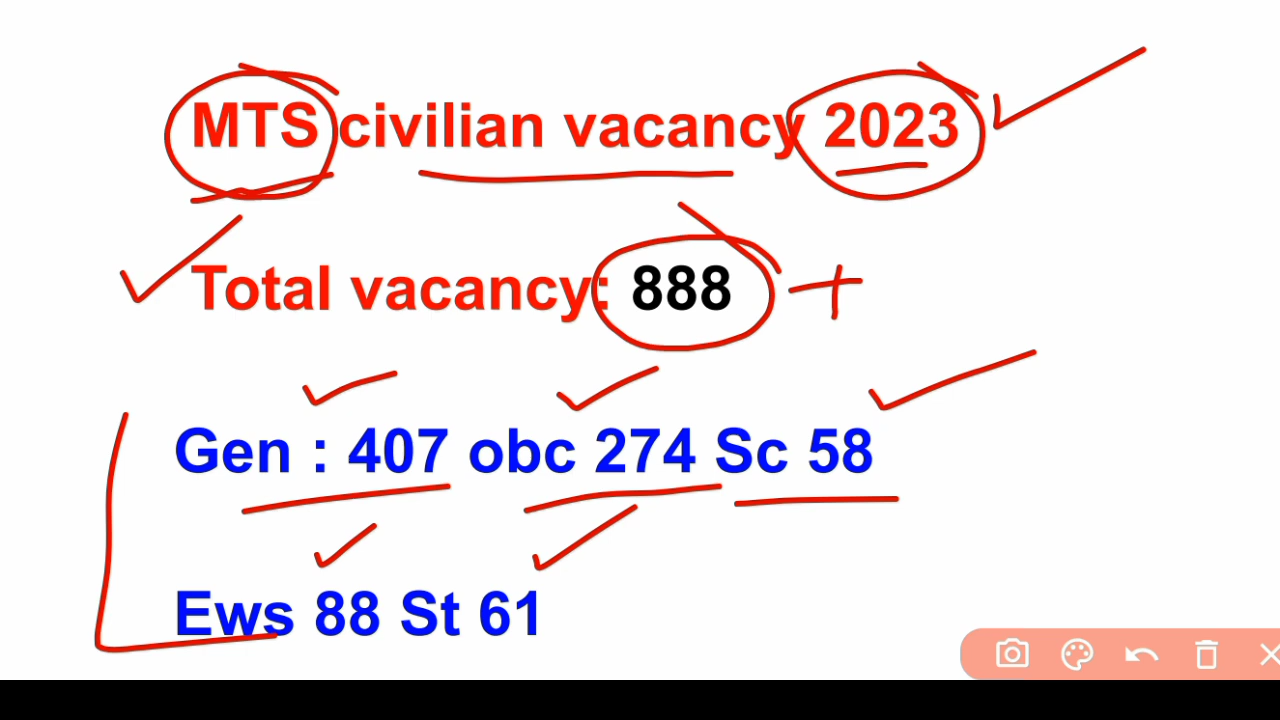 MTS civilian vacancy 2023
Total vacancy: 888 +
Gen : 407 obc 274 Sc 58
Ews 88 St 61